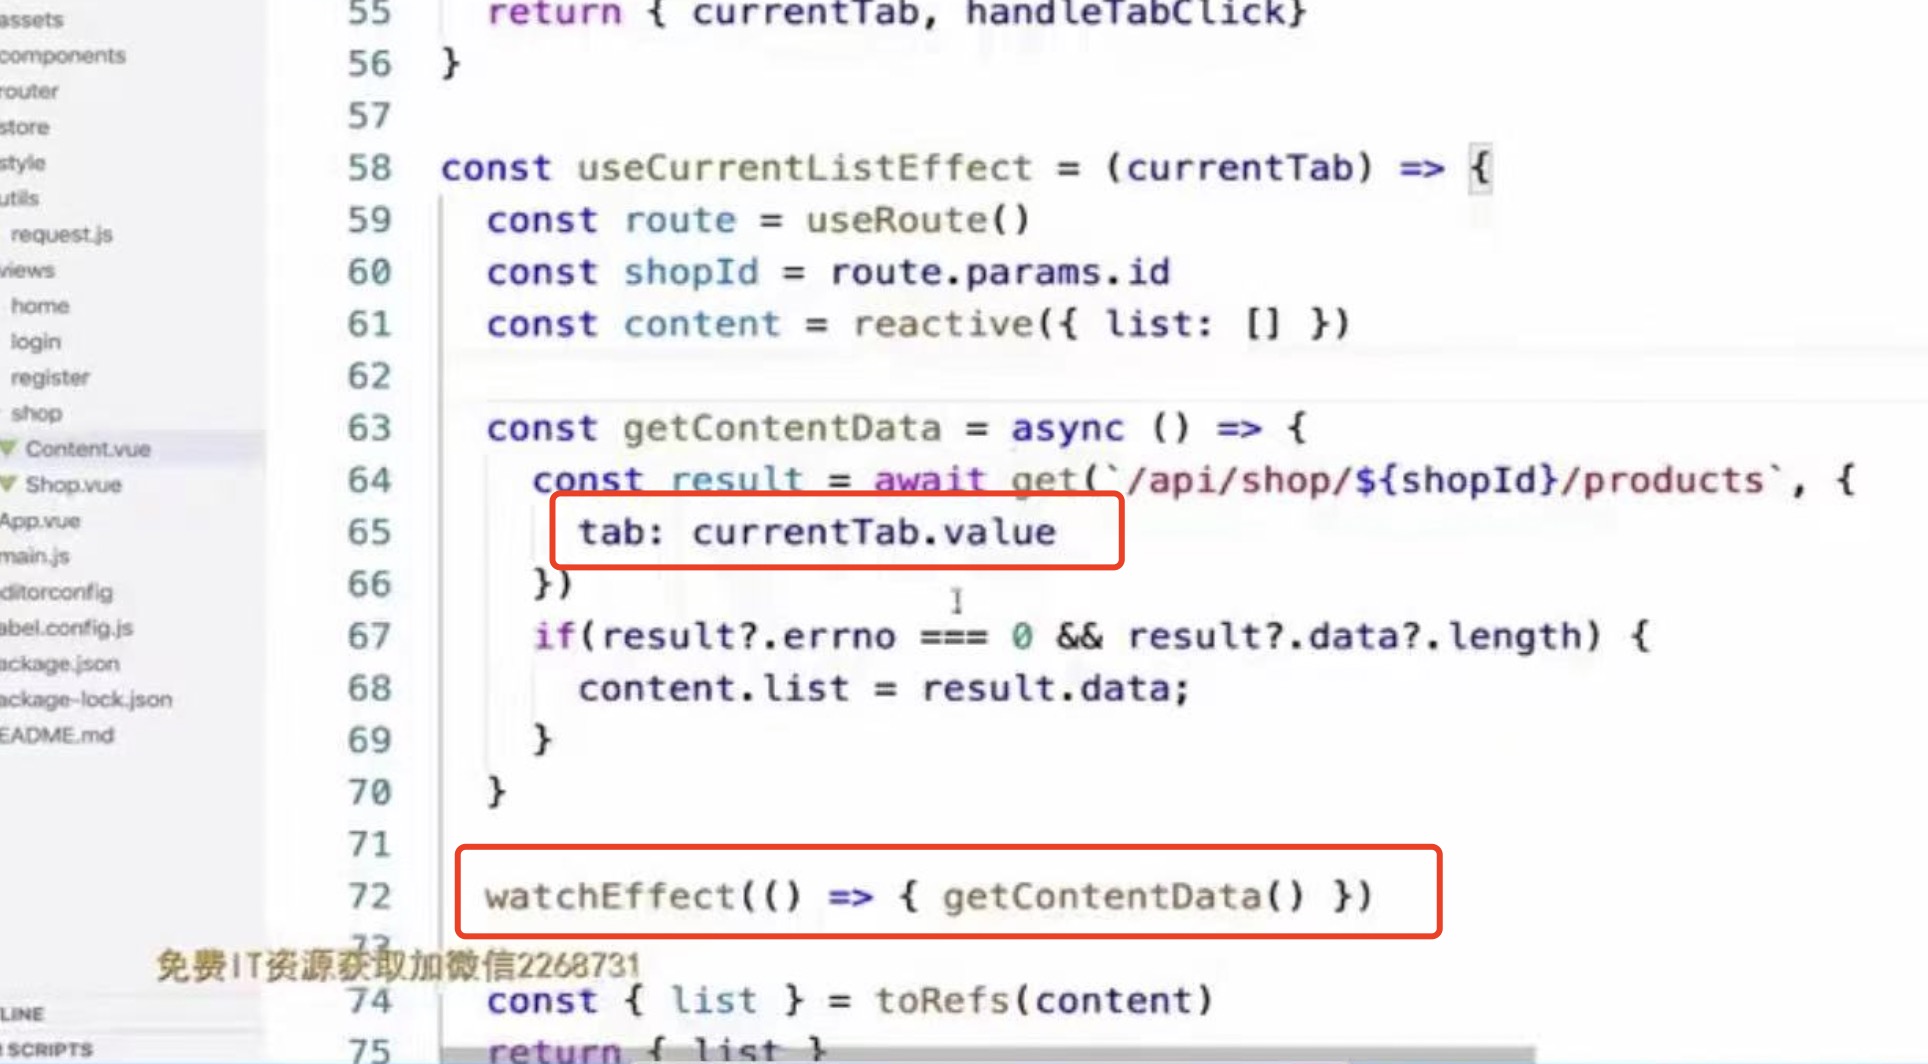 assets
components
router
store
style
utils
request.js
views
home
login
register
shop
Content.vue
Shop.vue
App.vue
main.js
ditorconfig
abel.config.js
ackage.json
ackage-lock.json
EADME.md
LINE
SCRIPTS
55 return { currentTab, handleTabClick}
56 }
57
58 const useCurrentListEffect = (currentTab) => {
59 const route = useRoute()
60 const shopId = route.params.id
61 const content = reactive({ list: [] })
62
63 const getContentData = async () => {
64 const result = await get(`/api/shop/${shopId}/products`, {
65 tab: currentTab.value
66 })
67 if(result?.errno === 0 && result?.data?.length) {
68 content.list = result.data;
69 }
70 }
71
72 watchEffect(() => { getContentData() })
73
免费IT资源获取加微信2268731
74 const { list } = toRefs(content)
75 return { list }